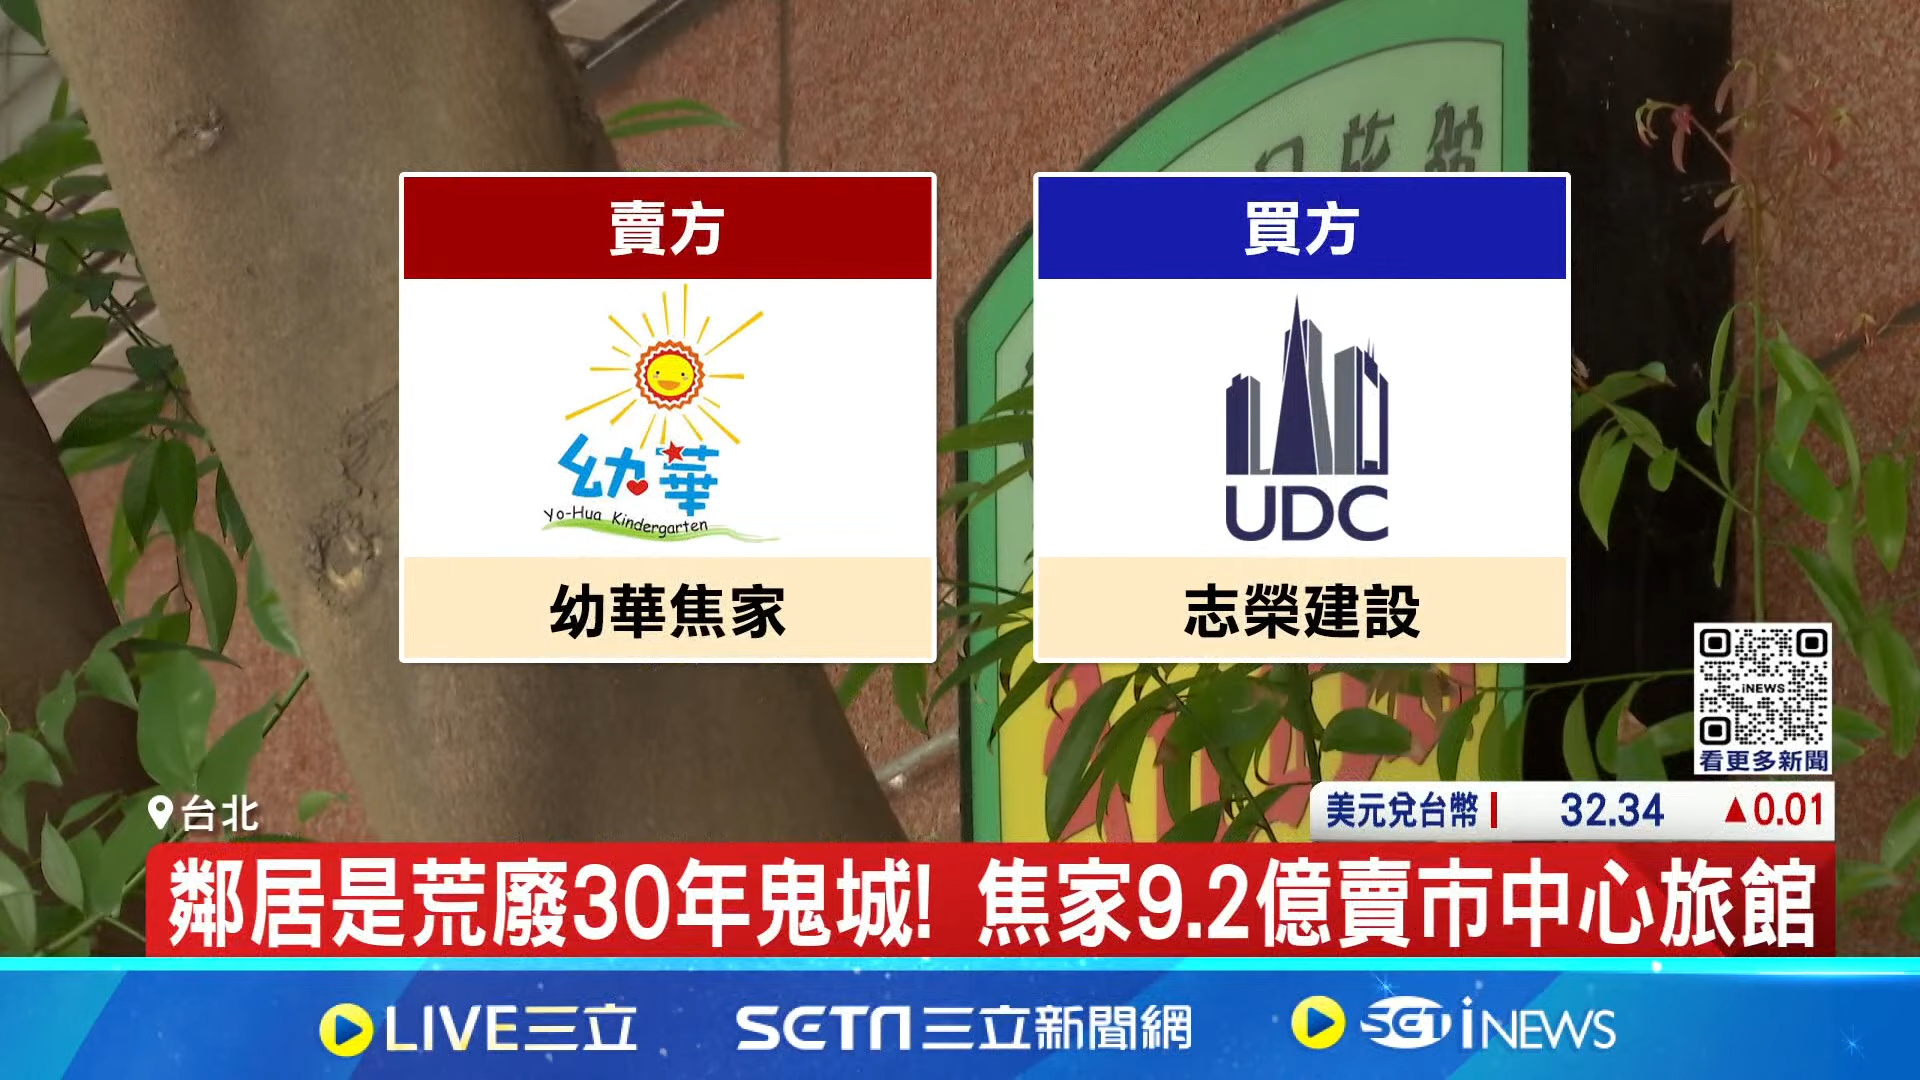 旅館
賣方
買方
幼華
Yo-Hua Kindergarten
UDC
幼華焦家
志榮建設
iNEWS
看更多新聞
台北
美元兌台幣 32.34 ▲0.01
鄰居是荒廢30年鬼城! 焦家9.2億賣市中心旅館
LIVE三立 SETN三立新聞網 SET iNEWS